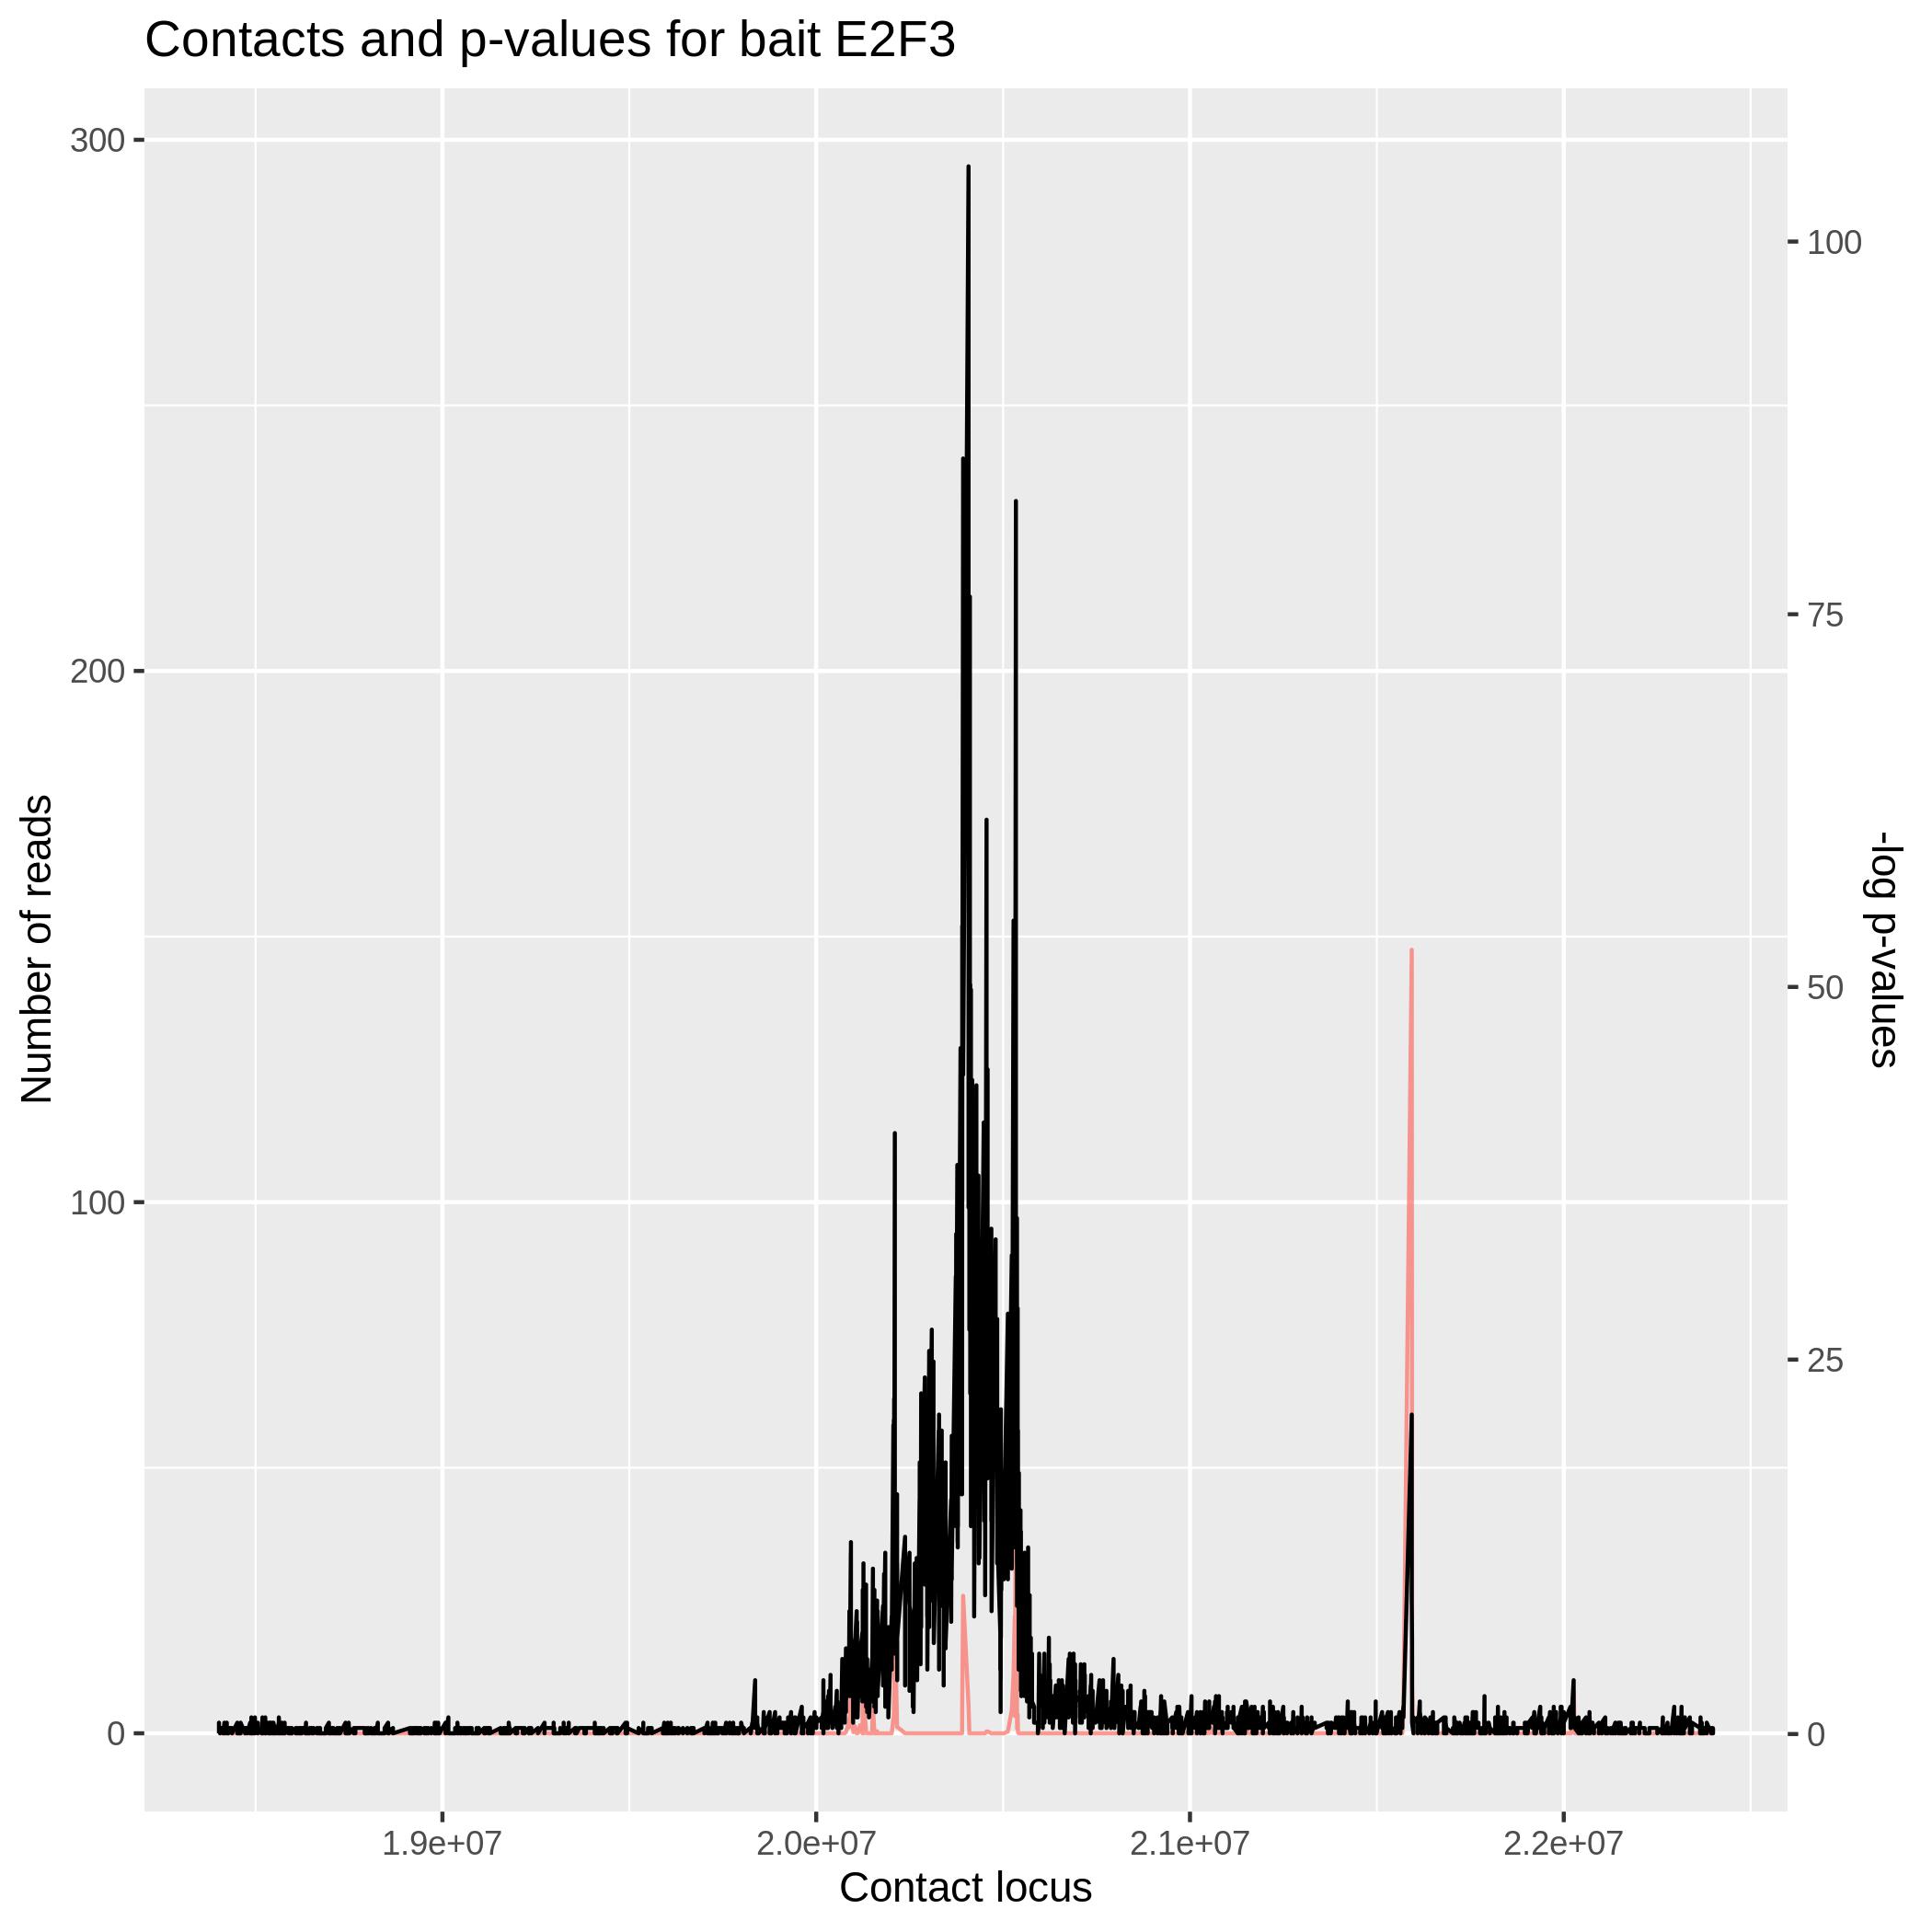 Contacts and p-values for bait E2F3
300
200
100
0
Number of reads
100
75
50
25
0
-log p-values
1.9e+07
2.0e+07
2.1e+07
2.2e+07
Contact locus